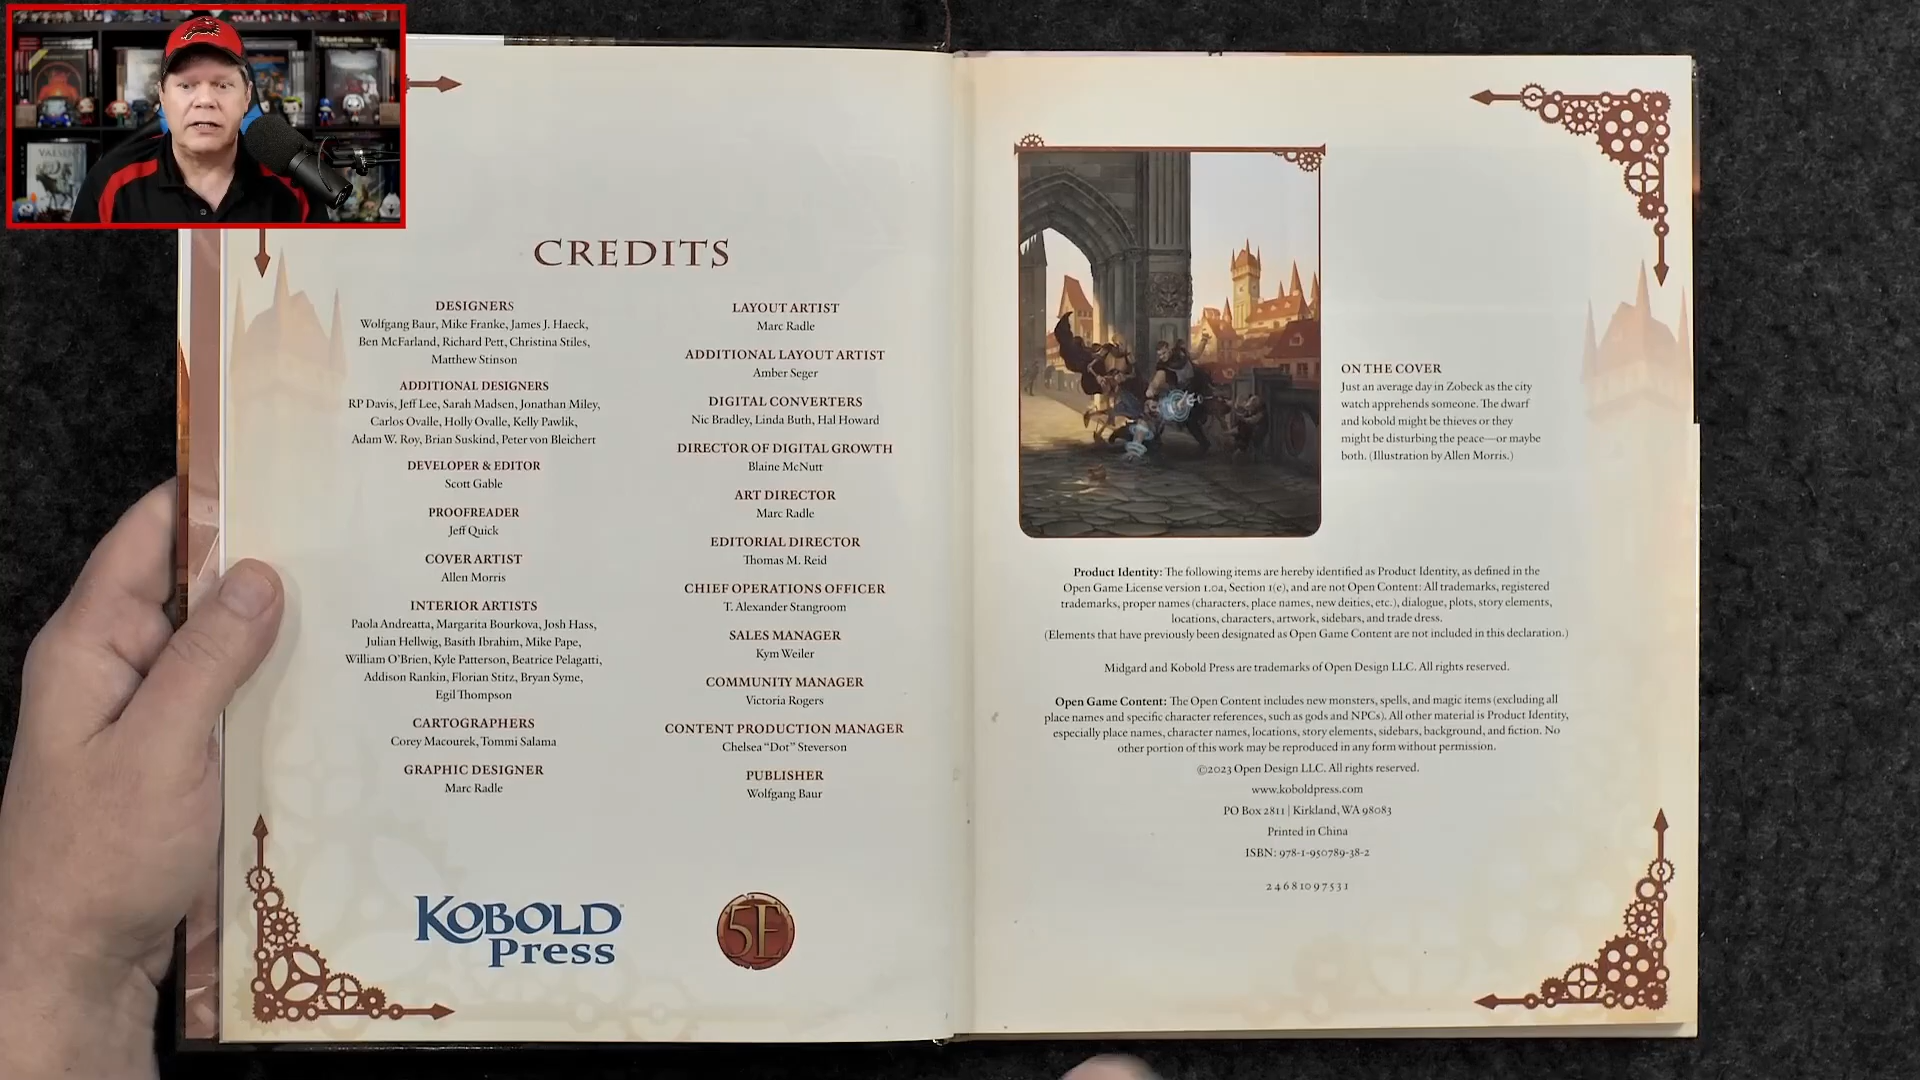 VAESEN
CREDITS
DESIGNERS
Wolfgang Baur, Mike Franke, James J. Haeck,
Ben McFarland, Richard Pett, Christina Stiles,
Matthew Stinson
ADDITIONAL DESIGNERS
RP Davis, Jeff Lee, Sarah Madsen, Jonathan Miley,
Carlos Ovalle, Holly Ovalle, Kelly Pawlik,
Adam W. Roy, Brian Suskind, Peter von Bleichert
DEVELOPER & EDITOR
Scott Gable
PROOFREADER
Jeff Quick
COVER ARTIST
Allen Morris
INTERIOR ARTISTS
Paola Andreatta, Margarita Bourkova, Josh Hass,
Julian Hellwig, Basith Ibrahim, Mike Pape,
William O'Brien, Kyle Patterson, Beatrice Pelagatti,
Addison Rankin, Florian Stitz, Bryan Syme,
Egil Thompson
CARTOGRAPHERS
Corey Macourek, Tommi Salama
GRAPHIC DESIGNER
Marc Radle
LAYOUT ARTIST
Marc Radle
ADDITIONAL LAYOUT ARTIST
Amber Seger
DIGITAL CONVERTERS
Nic Bradley, Linda Buth, Hal Howard
DIRECTOR OF DIGITAL GROWTH
Blaine McNutt
ART DIRECTOR
Marc Radle
EDITORIAL DIRECTOR
Thomas M. Reid
CHIEF OPERATIONS OFFICER
T. Alexander Stangroom
SALES MANAGER
Kym Weiler
COMMUNITY MANAGER
Victoria Rogers
CONTENT PRODUCTION MANAGER
Chelsea “Dot” Steverson
PUBLISHER
Wolfgang Baur
KOBOLD
Press
5E
ON THE COVER
Just an average day in Zobeck as the city
watch apprehends someone. The dwarf
and kobold might be thieves or they
might be disturbing the peace—or maybe
both. (Illustration by Allen Morris.)
Product Identity: The following items are hereby identified as Product Identity, as defined in the
Open Game License version 1.0a, Section 1(e), and are not Open Content: All trademarks, registered
trademarks, proper names (characters, place names, new deities, etc.), dialogue, plots, story elements,
locations, characters, artwork, sidebars, and trade dress.
(Elements that have previously been designated as Open Game Content are not included in this declaration.)
Midgard and Kobold Press are trademarks of Open Design LLC. All rights reserved.
Open Game Content: The Open Content includes new monsters, spells, and magic items (excluding all
place names and specific character references, such as gods and NPCs). All other material is Product Identity,
especially place names, character names, locations, story elements, sidebars, background, and fiction. No
other portion of this work may be reproduced in any form without permission.
©2023 Open Design LLC. All rights reserved.
www.koboldpress.com
PO Box 2811 | Kirkland, WA 98083
Printed in China
ISBN: 978-1-950789-38-2
2 4 6 8 10 9 7 5 3 1